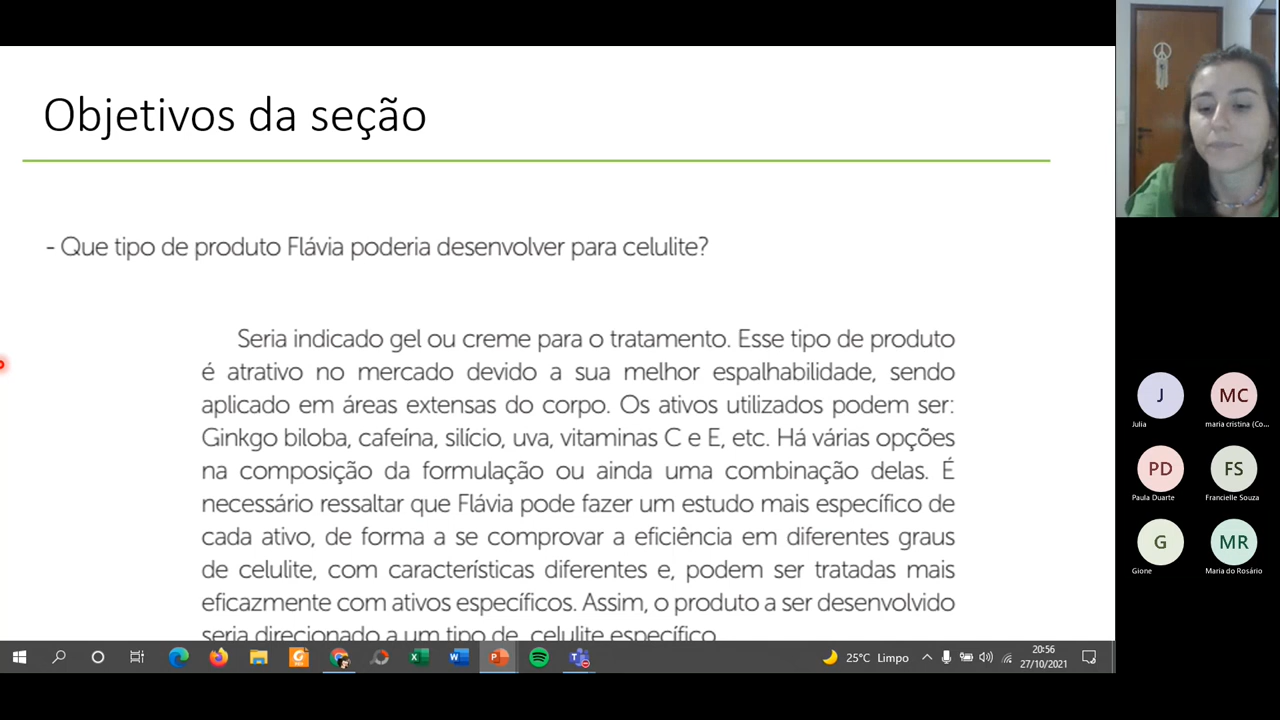 Objetivos da seção
- Que tipo de produto Flávia poderia desenvolver para celulite?
Seria indicado gel ou creme para o tratamento. Esse tipo de produto
é atrativo no mercado devido a sua melhor espalhabilidade, sendo
aplicado em áreas extensas do corpo. Os ativos utilizados podem ser:
Ginkgo biloba, cafeína, silício, uva, vitaminas C e E, etc. Há várias opções
na composição da formulação ou ainda uma combinação delas. É
necessário ressaltar que Flávia pode fazer um estudo mais específico de
cada ativo, de forma a se comprovar a eficiência em diferentes graus
de celulite, com características diferentes e, podem ser tratadas mais
eficazmente com ativos específicos. Assim, o produto a ser desenvolvido
seria direcionado a um tipo de celulite específico.
J
Julia
MC
maria cristina (Co...
PD
Paula Duarte
FS
Francielle Souza
G
Gione
MR
Maria do Rosário
25°C Limpo
20:56
27/10/2021